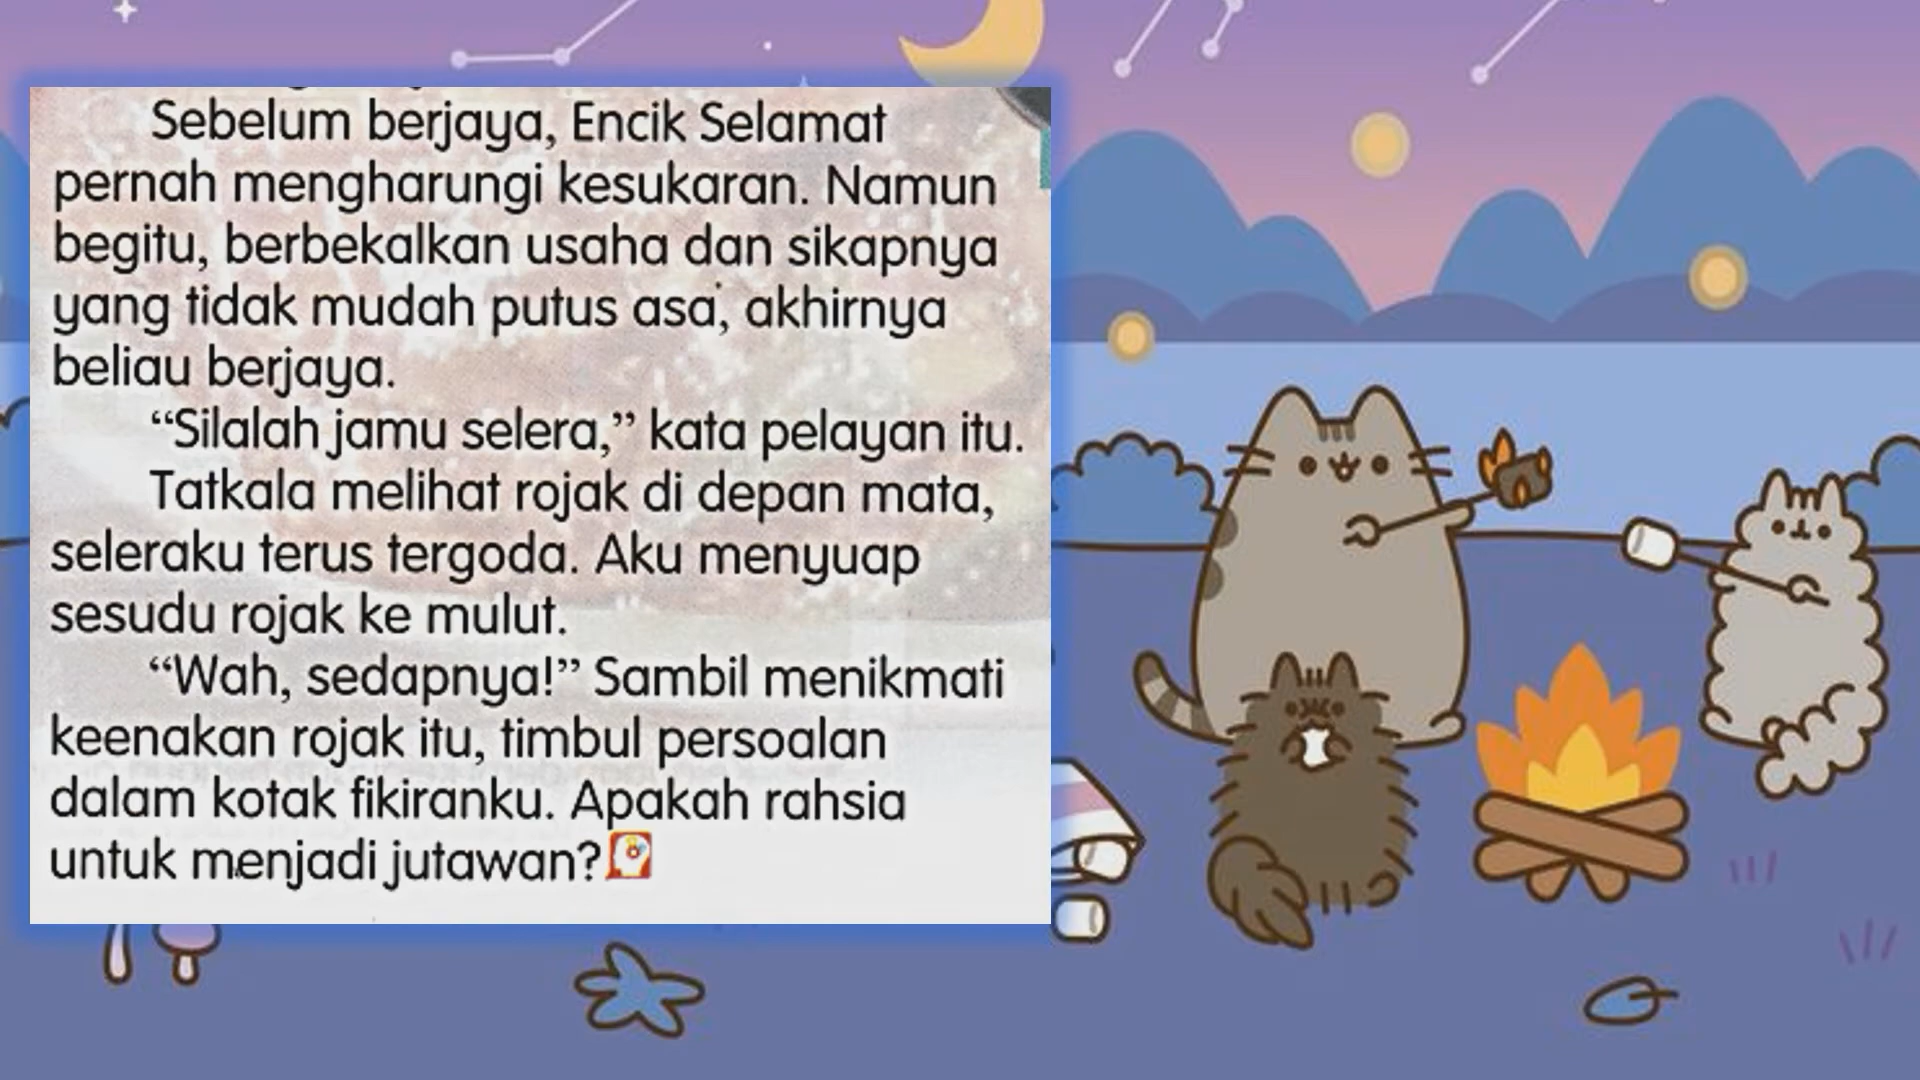 Sebelum berjaya, Encik Selamat
pernah mengharungi kesukaran. Namun
begitu, berbekalkan usaha dan sikapnya
yang tidak mudah putus asa, akhirnya
beliau berjaya.
“Silalah jamu selera,” kata pelayan itu.
Tatkala melihat rojak di depan mata,
seleraku terus tergoda. Aku menyuap
sesudu rojak ke mulut.
“Wah, sedapnya!” Sambil menikmati
keenakan rojak itu, timbul persoalan
dalam kotak fikiranku. Apakah rahsia
untuk menjadi jutawan?